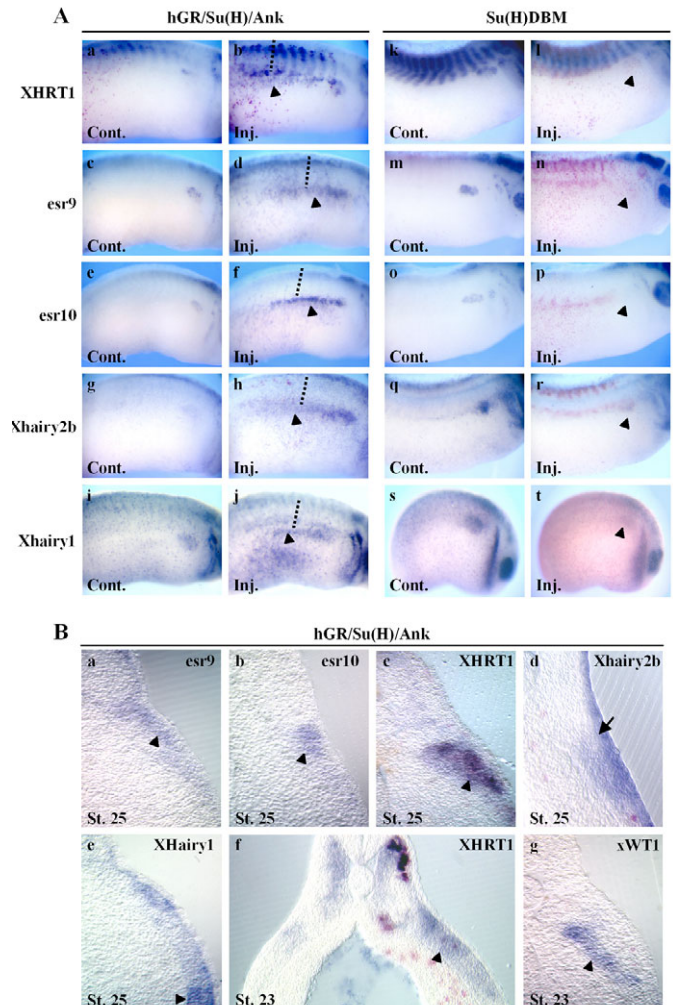 A
hGR/Su(H)/Ank
Su(H)DBM
XHRT1
a
Cont.
b
Inj.
k
Cont.
l
Inj.
esr9
c
Cont.
d
Inj.
m
Cont.
n
Inj.
esr10
e
Cont.
f
Inj.
o
Cont.
p
Inj.
Xhairy2b
g
Cont.
h
Inj.
q
Cont.
r
Inj.
Xhairy1
i
Cont.
j
Inj.
s
Cont.
t
Inj.
B
hGR/Su(H)/Ank
a
esr9
St. 25
b
esr10
St. 25
c
XHRT1
St. 25
d
Xhairy2b
St. 25
e
XHairy1
St. 25
f
XHRT1
St. 23
g
xWT1
St. 23